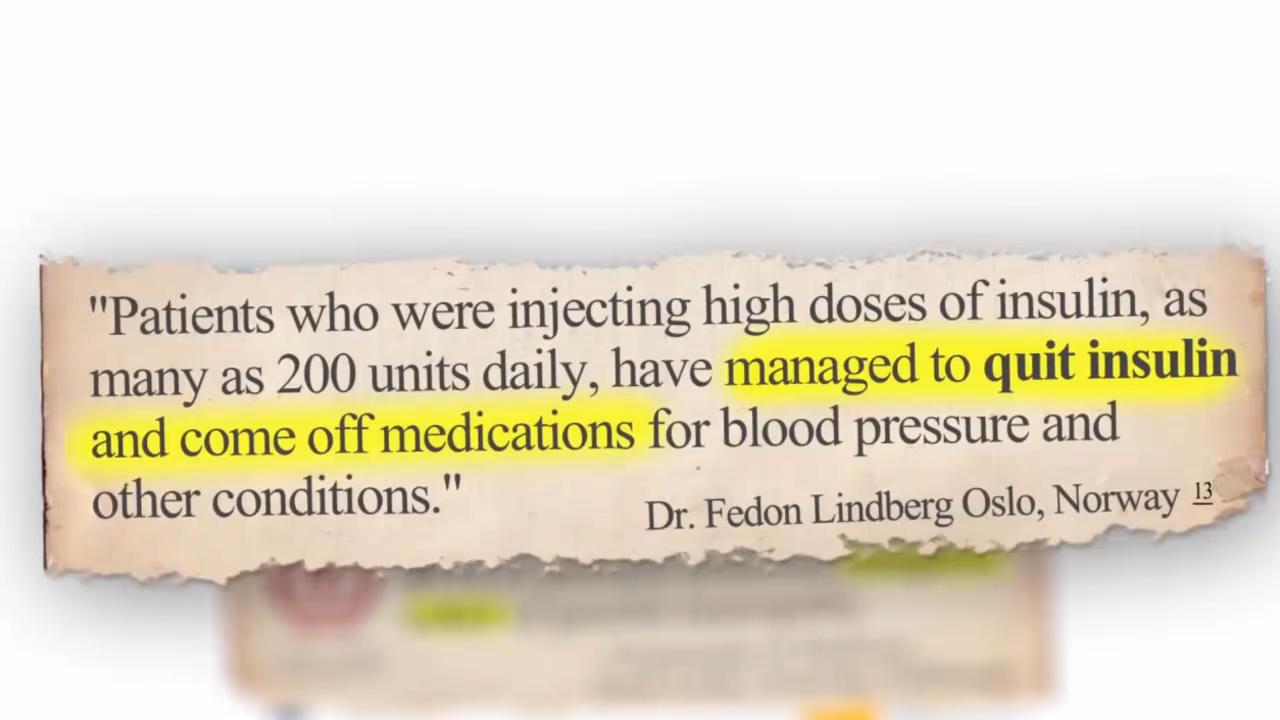 "Patients who were injecting high doses of insulin, as
many as 200 units daily, have managed to quit insulin
and come off medications for blood pressure and
other conditions."
Dr. Fedon Lindberg Oslo, Norway 13